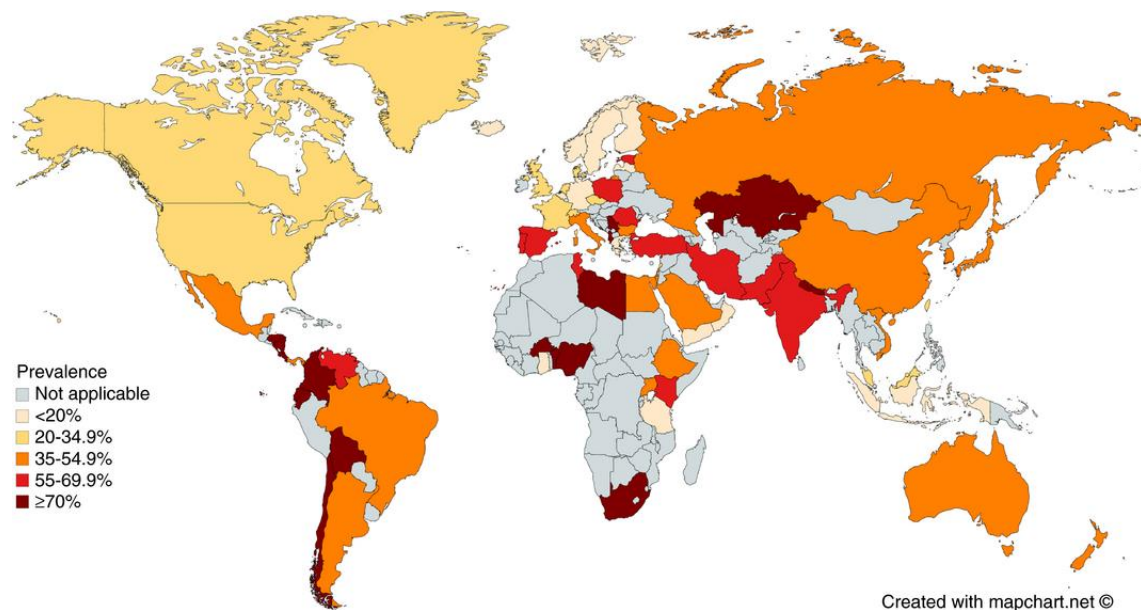 Prevalence
Not applicable
<20%
20-34.9%
35-54.9%
55-69.9%
≥70%
Created with mapchart.net ©